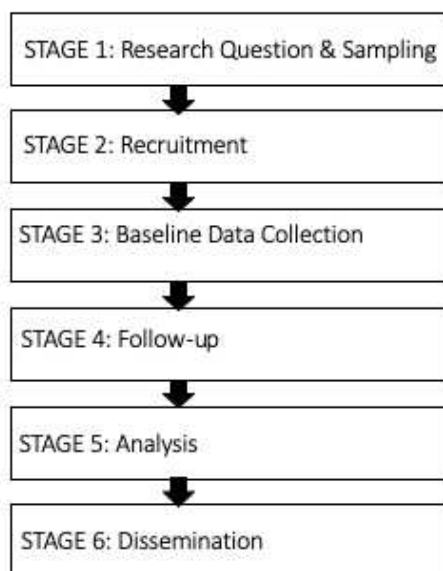 STAGE 1: Research Question & Sampling
STAGE 2: Recruitment
STAGE 3: Baseline Data Collection
STAGE 4: Follow-up
STAGE 5: Analysis
STAGE 6: Dissemination